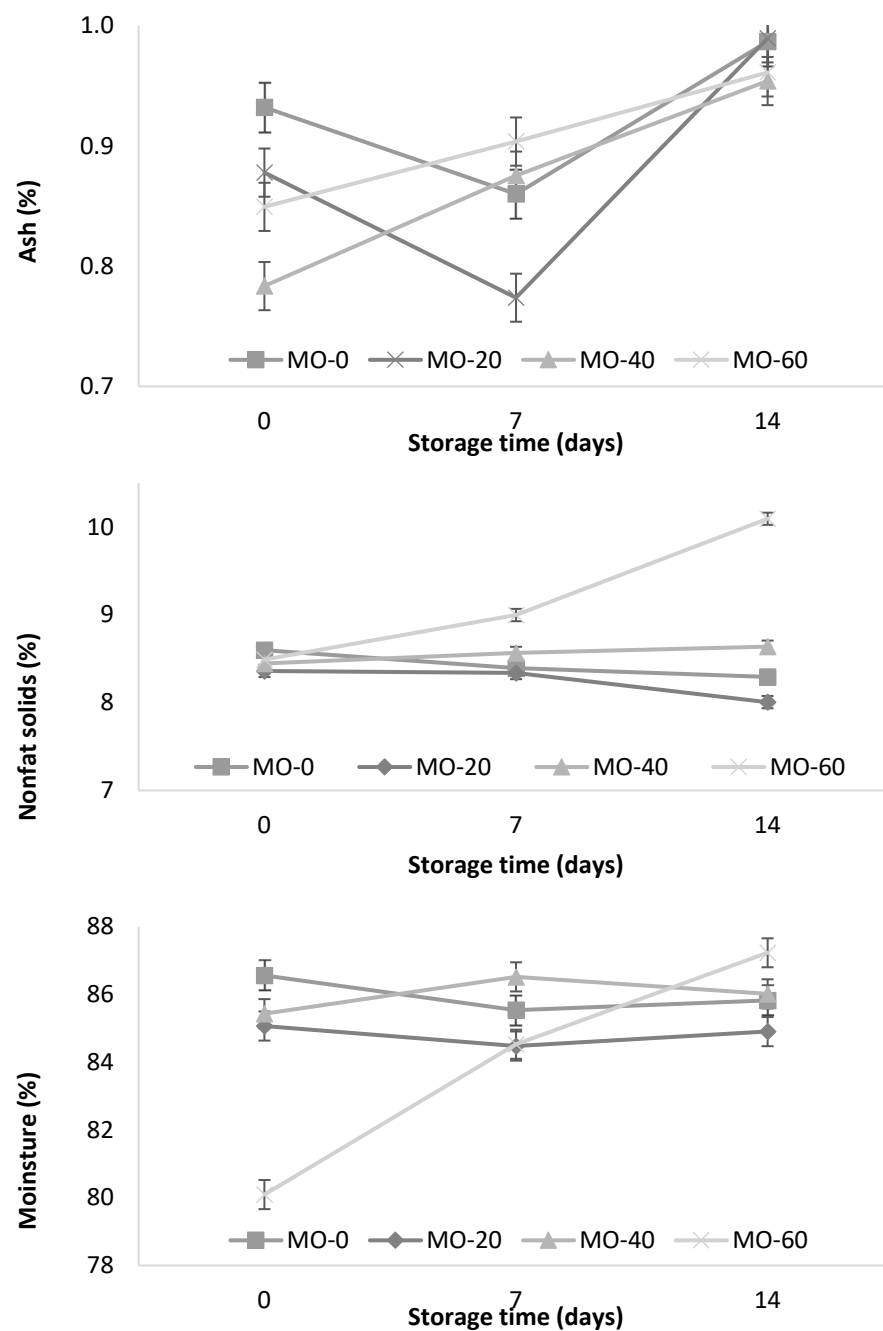 1.0
0.9
0.8
0.7
Ash (%)
MO-0 MO-20 MO-40 MO-60
0 7 14
Storage time (days)
10
9
8
7
Nonfat solids (%)
MO-0 MO-20 MO-40 MO-60
0 7 14
Storage time (days)
88
86
84
82
80
78
Moinsture (%)
MO-0 MO-20 MO-40 MO-60
0 7 14
Storage time (days)